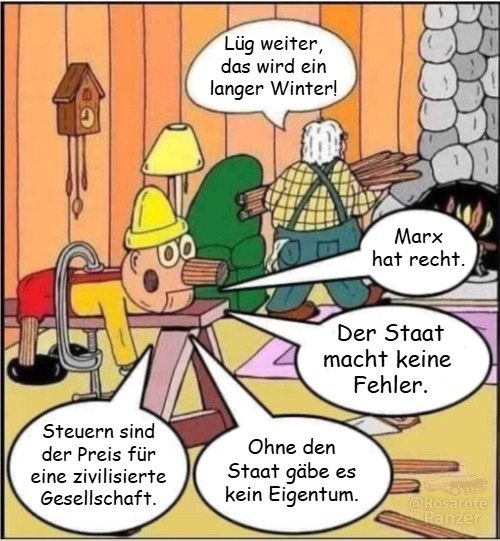 Lüg weiter,
das wird ein
langer Winter!
Marx
hat recht.
Der Staat
macht keine
Fehler.
Steuern sind
der Preis für
eine zivilisierte
Gesellschaft.
Ohne den
Staat gäbe es
kein Eigentum.
@Rosarote
Panzer